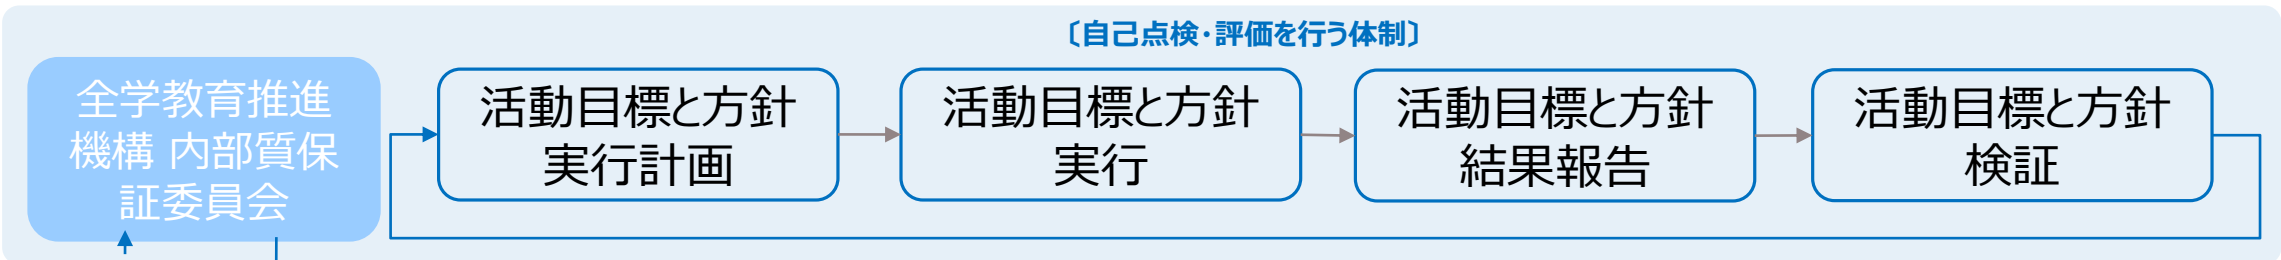 〔自己点検・評価を行う体制〕
全学教育推進
機構 内部質保
証委員会
活動目標と方針
実行計画
活動目標と方針
実行
活動目標と方針
結果報告
活動目標と方針
検証